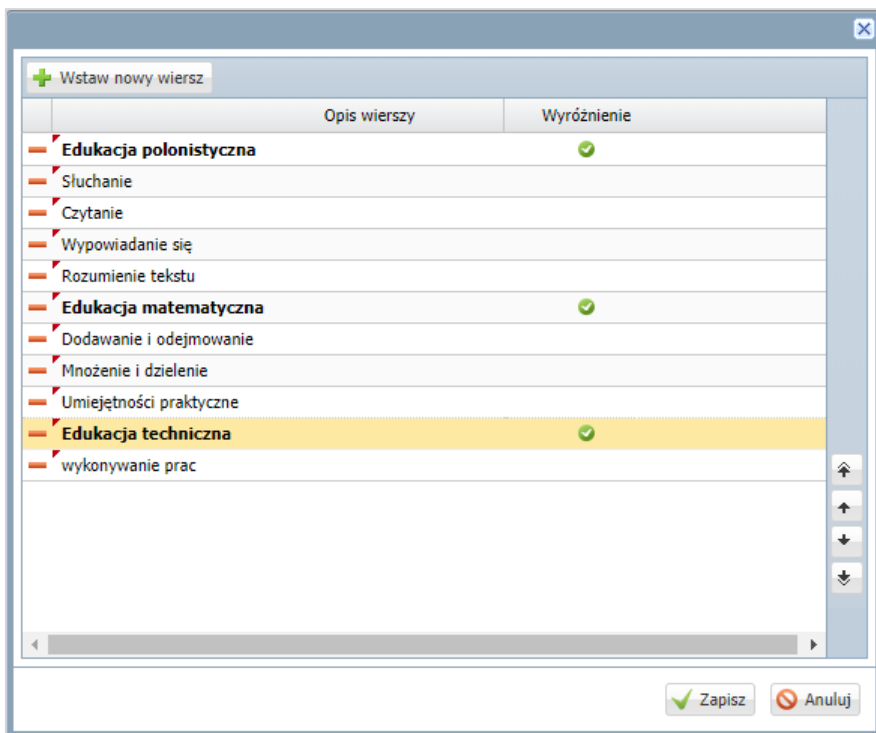 Wstaw nowy wiersz
Opis wierszy Wyróżnienie
Edukacja polonistyczna
Słuchanie
Czytanie
Wypowiadanie się
Rozumienie tekstu
Edukacja matematyczna
Dodawanie i odejmowanie
Mnożenie i dzielenie
Umiejętności praktyczne
Edukacja techniczna
wykonywanie prac
Zapisz Anuluj